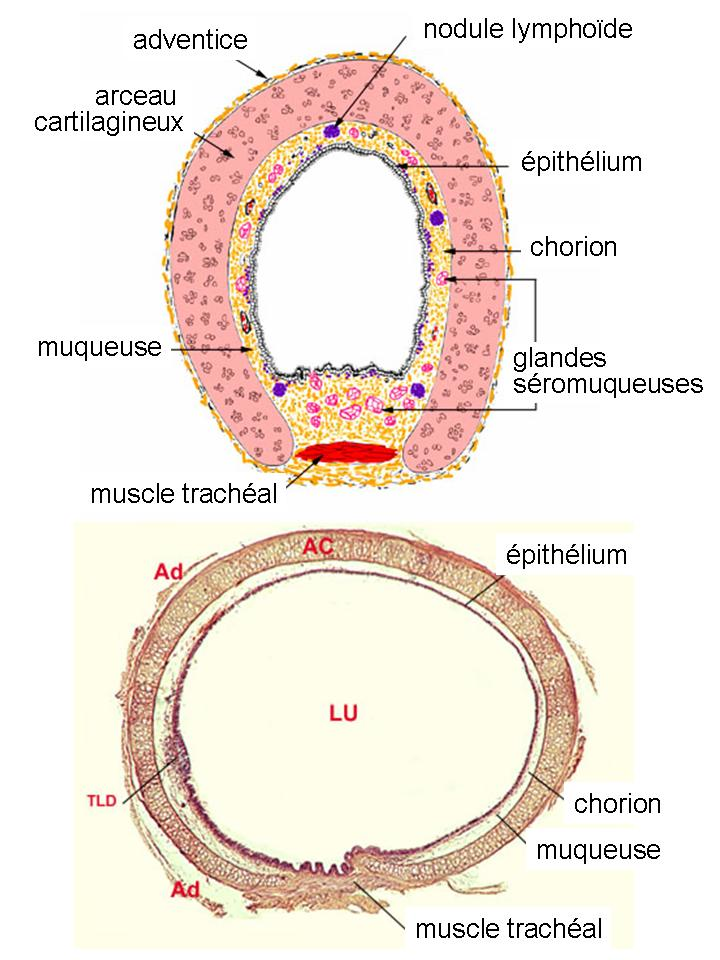 nodule lymphoïde
adventice
arceau
cartilagineux
épithélium
chorion
muqueuse
glandes
séromuqueuses
muscle trachéal
AC
épithélium
Ad
LU
TLD
chorion
muqueuse
Ad
muscle trachéal